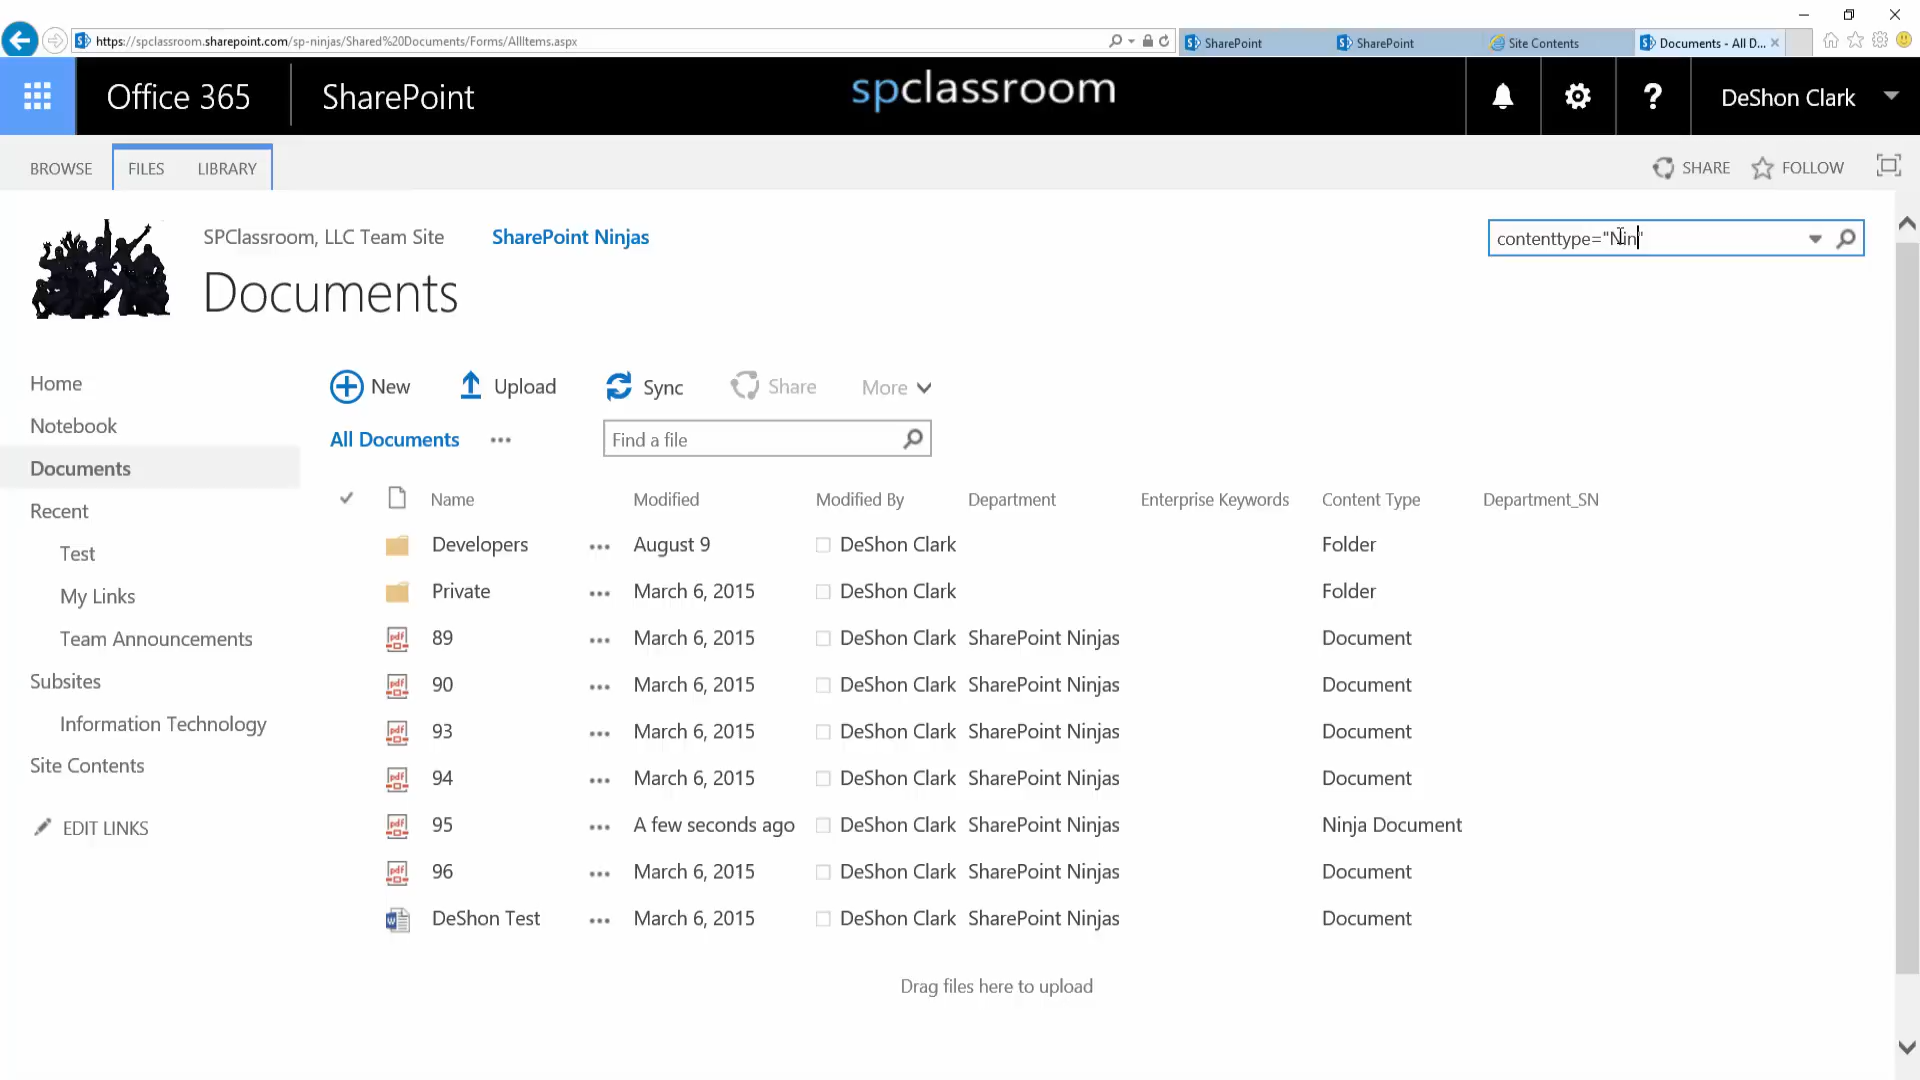 https://spclassroom.sharepoint.com/sp-ninjas/Shared%20Documents/Forms/AllItems.aspx
SharePoint
SharePoint
Site Contents
Documents - All D...
Office 365
SharePoint
spclassroom
?
DeShon Clark
BROWSE
FILES
LIBRARY
SHARE
FOLLOW
SPClassroom, LLC Team Site
SharePoint Ninjas
contenttype="Nin"
Documents
Home
Notebook
Documents
Recent
Test
My Links
Team Announcements
Subsites
Information Technology
Site Contents
EDIT LINKS
New
Upload
Sync
Share
More
All Documents
Find a file
Name Modified Modified By Department Enterprise Keywords Content Type Department_SN
Developers August 9 DeShon Clark Folder
Private March 6, 2015 DeShon Clark Folder
89 March 6, 2015 DeShon Clark SharePoint Ninjas Document
90 March 6, 2015 DeShon Clark SharePoint Ninjas Document
93 March 6, 2015 DeShon Clark SharePoint Ninjas Document
94 March 6, 2015 DeShon Clark SharePoint Ninjas Document
95 A few seconds ago DeShon Clark SharePoint Ninjas Ninja Document
96 March 6, 2015 DeShon Clark SharePoint Ninjas Document
DeShon Test March 6, 2015 DeShon Clark SharePoint Ninjas Document
Drag files here to upload